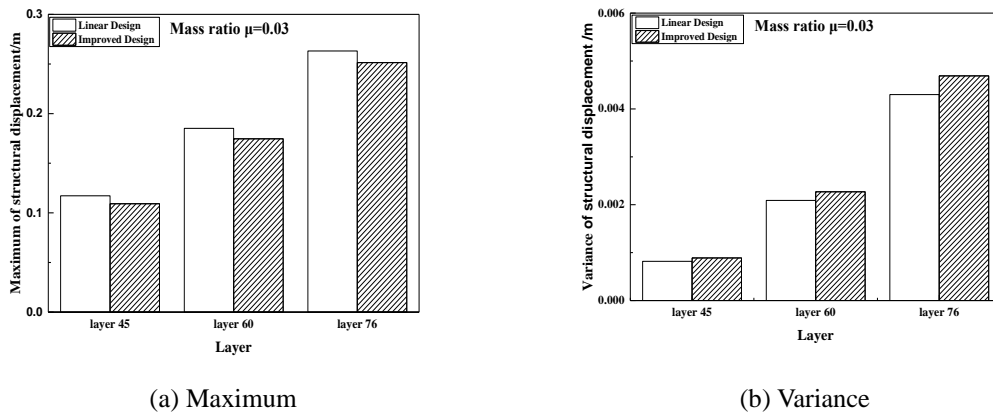 Maximum of structural displacement/m
0.3
0.2
0.1
0.0
Linear Design
Improved Design
Mass ratio μ=0.03
layer 45
layer 60
layer 76
Layer
(a) Maximum
Variance of structural displacement /m
0.006
0.004
0.002
0.000
Linear Design
Improved Design
Mass ratio μ=0.03
layer 45
layer 60
layer 76
Layer
(b) Variance